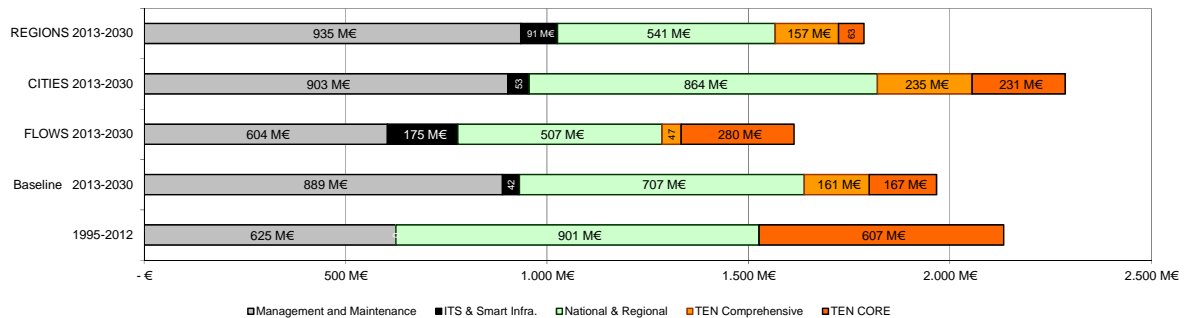 REGIONS 2013-2030 935 M€ 91 M€ 541 M€ 157 M€ 63
CITIES 2013-2030 903 M€ 53 864 M€ 235 M€ 231 M€
FLOWS 2013-2030 604 M€ 175 M€ 507 M€ 47 280 M€
Baseline 2013-2030 889 M€ 42 707 M€ 161 M€ 167 M€
1995-2012 625 M€ 901 M€ 607 M€
- € 500 M€ 1.000 M€ 1.500 M€ 2.000 M€ 2.500 M€
Management and Maintenance ITS & Smart Infra. National & Regional TEN Comprehensive TEN CORE